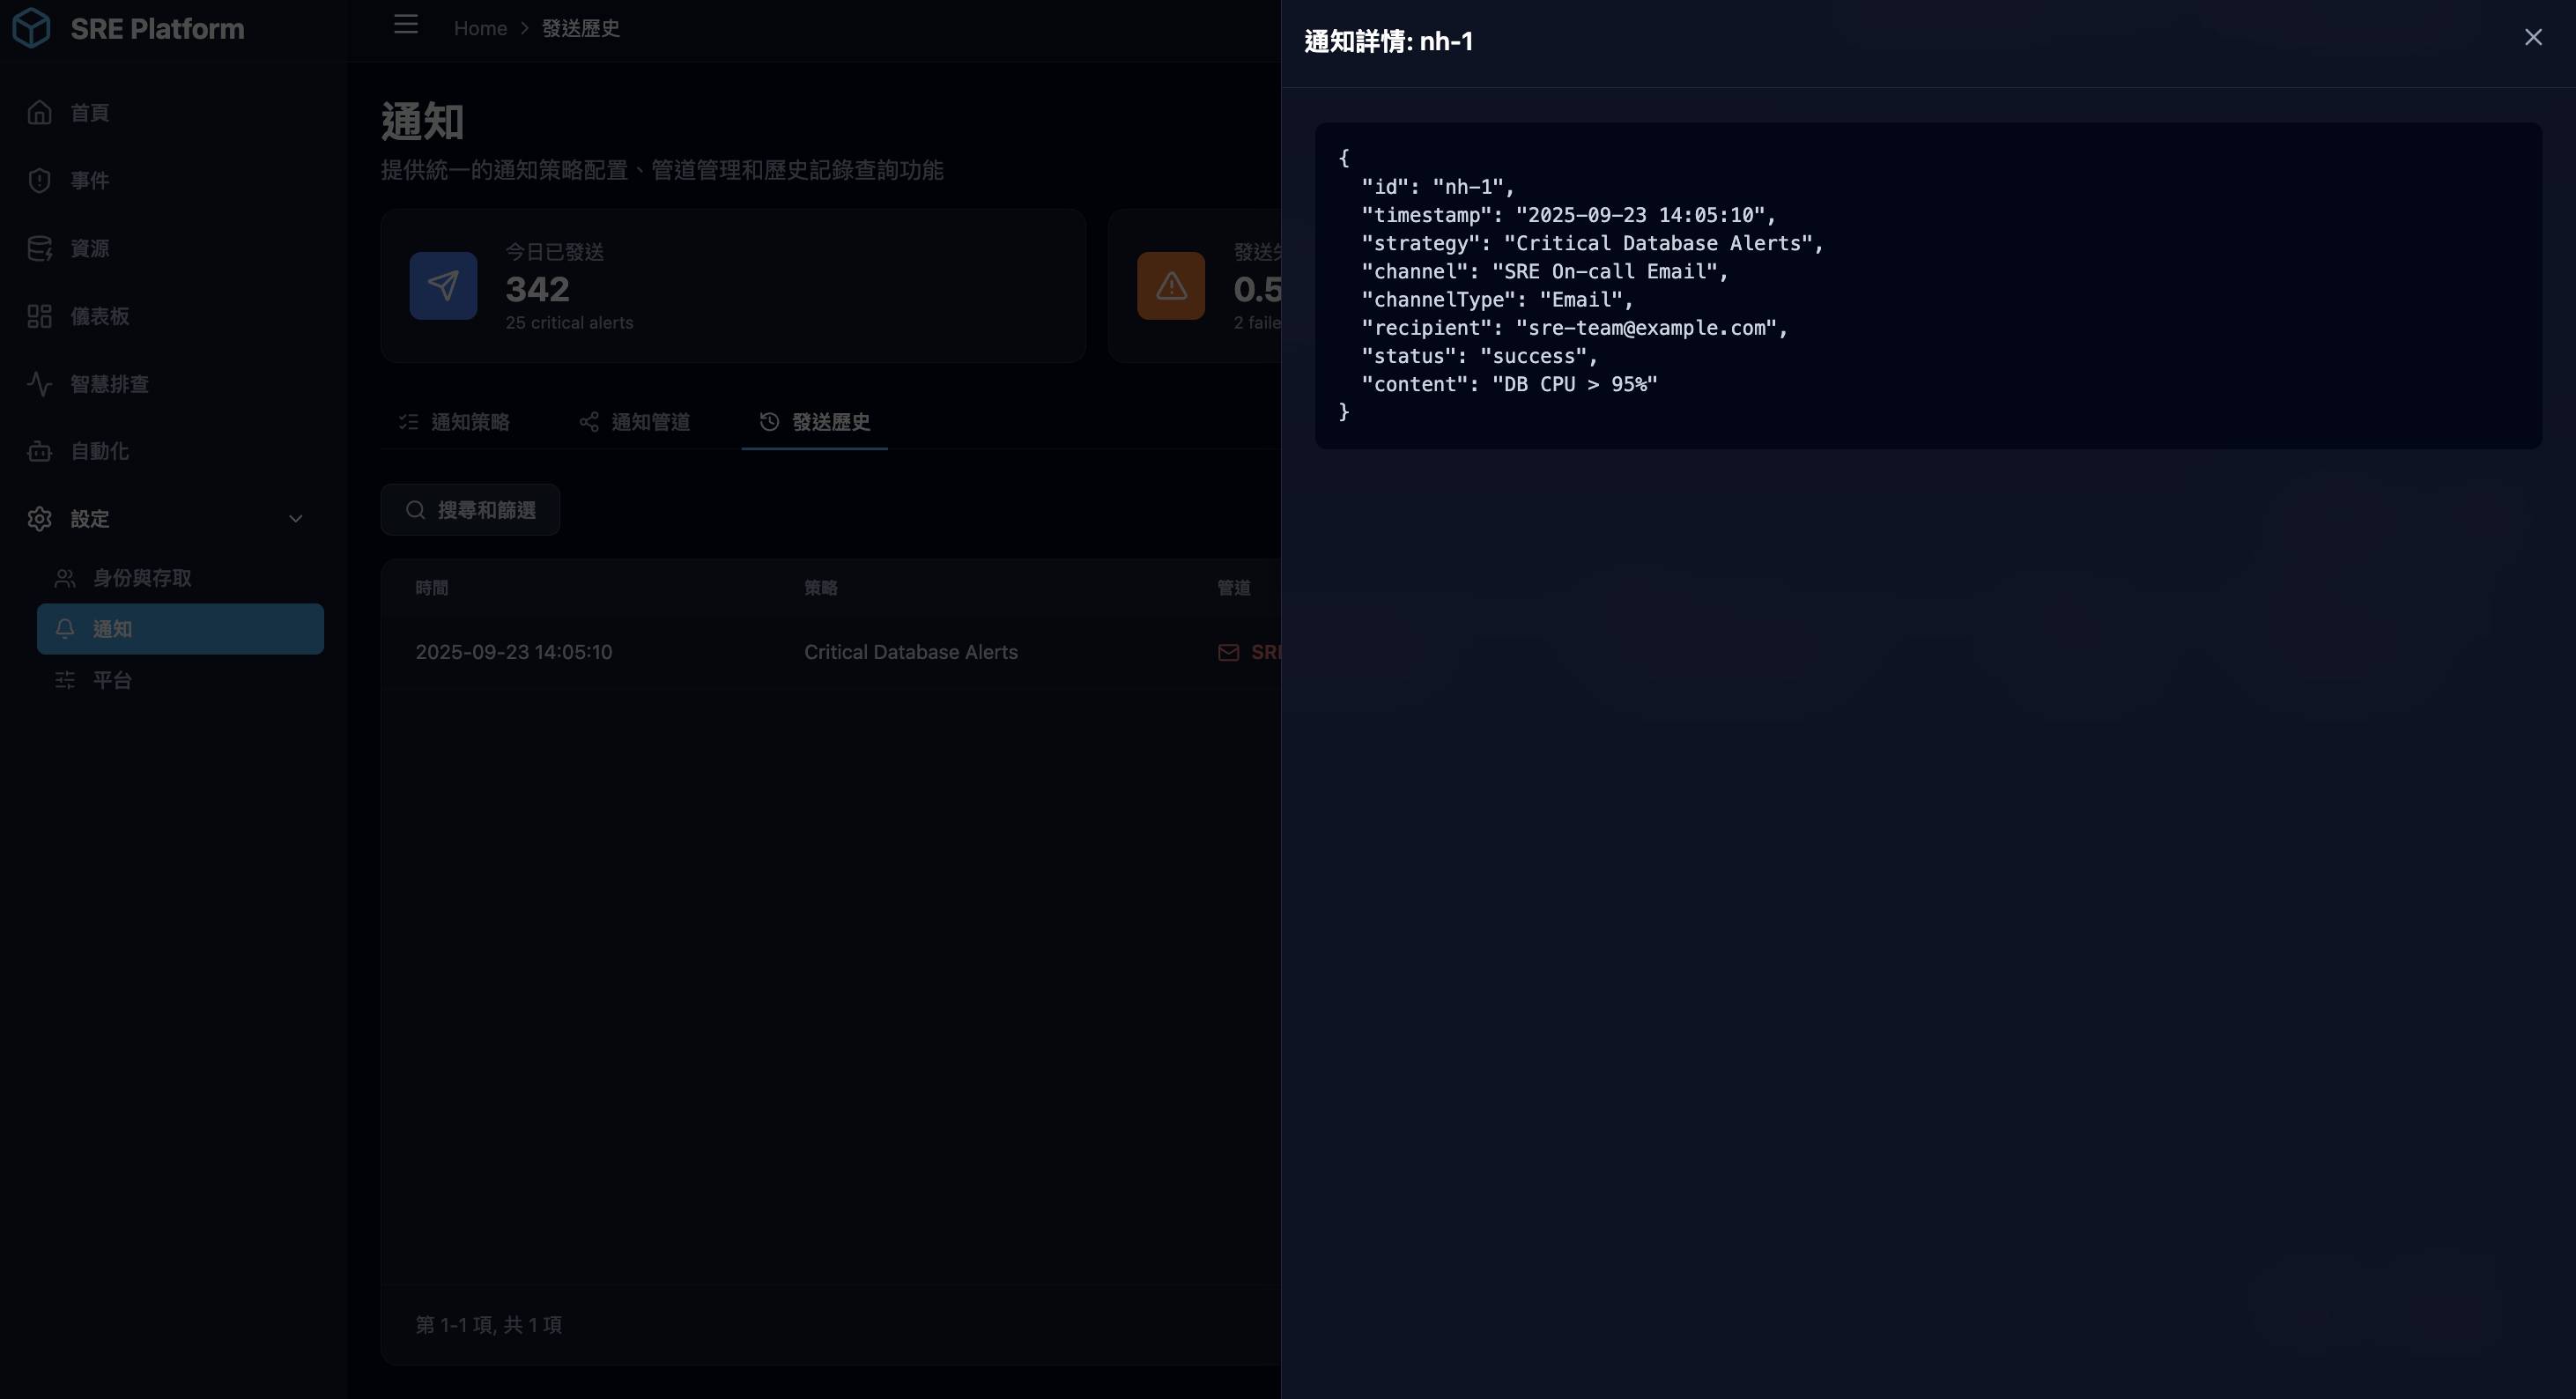 SRE Platform
首頁
事件
資源
儀表板
智慧排查
自動化
設定
身份與存取
通知
平台
Home > 發送歷史
通知
提供統一的通知策略配置、管道管理和歷史記錄查詢功能
今日已發送
342
25 critical alerts
發送
0.5
2 faile
通知策略
通知管道
發送歷史
搜尋和篩選
時間 策略 管道
2025-09-23 14:05:10 Critical Database Alerts SRE
第 1-1 項, 共 1 項
通知詳情: nh-1
{
"id": "nh-1",
"timestamp": "2025-09-23 14:05:10",
"strategy": "Critical Database Alerts",
"channel": "SRE On-call Email",
"channelType": "Email",
"recipient": "sre-team@example.com",
"status": "success",
"content": "DB CPU > 95%"
}